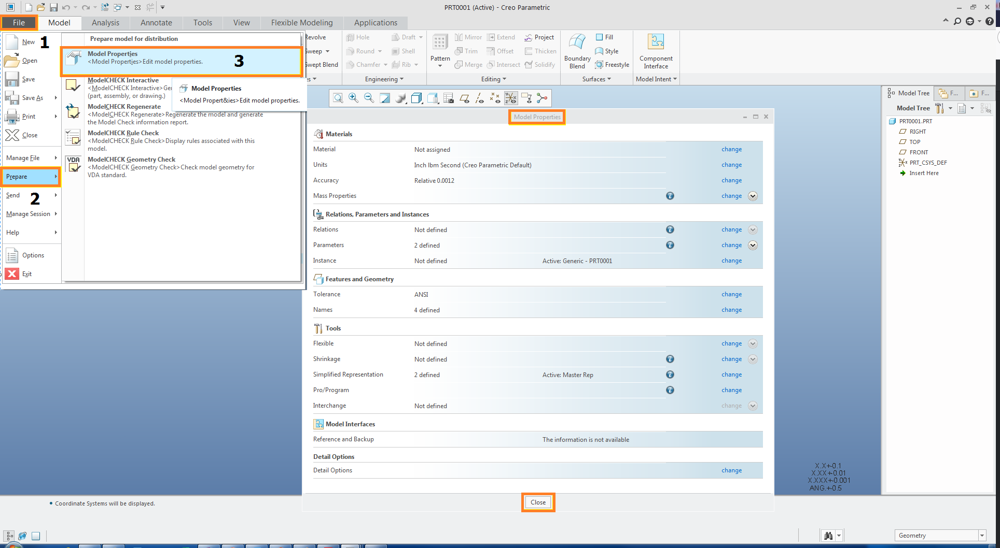 PRT0001 (Active) - Creo Parametric
File
Model
Analysis
Annotate
Tools
View
Flexible Modeling
Applications
New
1
Open
Save
Save As
Print
Close
Manage File
Prepare
Send
2
Manage Session
Help
Options
Exit
Prepare model for distribution
Model Properties
<Model Properties>Edit model properties.
3
ModelCHECK Interactive
<ModelCHECK Interactive>Ger
(part, assembly, or drawing.)
ModelCHECK Regenerate
<ModelCHECK Regenerate>Regenerate the model and generate
the Model Check information report.
ModelCHECK Rule Check
<ModelCHECK Rule Check>Display rules associated with this
model.
VDA
ModelCHECK Geometry Check
<ModelCHECK Geometry Check>Check model geometry for
VDA standard.
Model Properties
<Model Propert&ies>Edit model properties.
Revolve
Sweep
Swept Blend
es
Hole
Draft
Round
Shell
Chamfer
Rib
Engineering
Pattern
Mirror
Extend
Project
Trim
Offset
Thicken
Merge
Intersect
Solidify
Editing
Boundary
Blend
Fill
Style
Freestyle
Surfaces
Component
Interface
Model Intent
Model Properties
Materials
Material Not assigned change
Units Inch lbm Second (Creo Parametric Default) change
Accuracy Relative 0.0012 change
Mass Properties change
Relations, Parameters and Instances
Relations Not defined change
Parameters 2 defined change
Instance Not defined Active: Generic - PRT0001 change
Features and Geometry
Tolerance ANSI change
Names 4 defined change
Tools
Flexible Not defined change
Shrinkage Not defined change
Simplified Representation 2 defined Active: Master Rep change
Pro/Program change
Interchange Not defined change
Model Interfaces
Reference and Backup The information is not available
Detail Options
Detail Options change
Close
Model Tree
F...
F...
Model Tree
PRT0001.PRT
RIGHT
TOP
FRONT
PRT_CSYS_DEF
Insert Here
X.X+-0.1
X.XX+-0.01
X.XXX+-0.001
ANG.+-0.5
• Coordinate Systems will be displayed.
Geometry